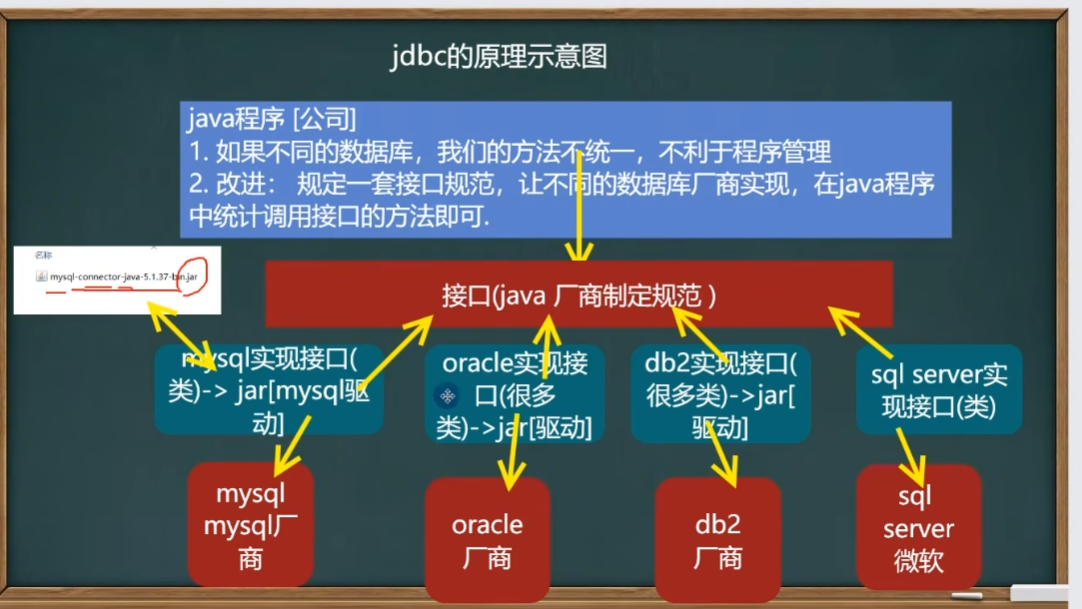 jdbc的原理示意图
java程序 [公司]
1. 如果不同的数据库，我们的方法不统一，不利于程序管理
2. 改进： 规定一套接口规范，让不同的数据库厂商实现，在java程序
中统计调用接口的方法即可.
名称
mysql-connector-java-5.1.37-bin.jar
接口(java 厂商制定规范 )
mysql实现接口(
类)-> jar[mysql驱
动]
oracle实现接
口(很多
类)->jar[驱动]
db2实现接口(
很多类)->jar[
驱动]
sql server实
现接口(类)
mysql
mysql厂
商
oracle
厂商
db2
厂商
sql
server
微软